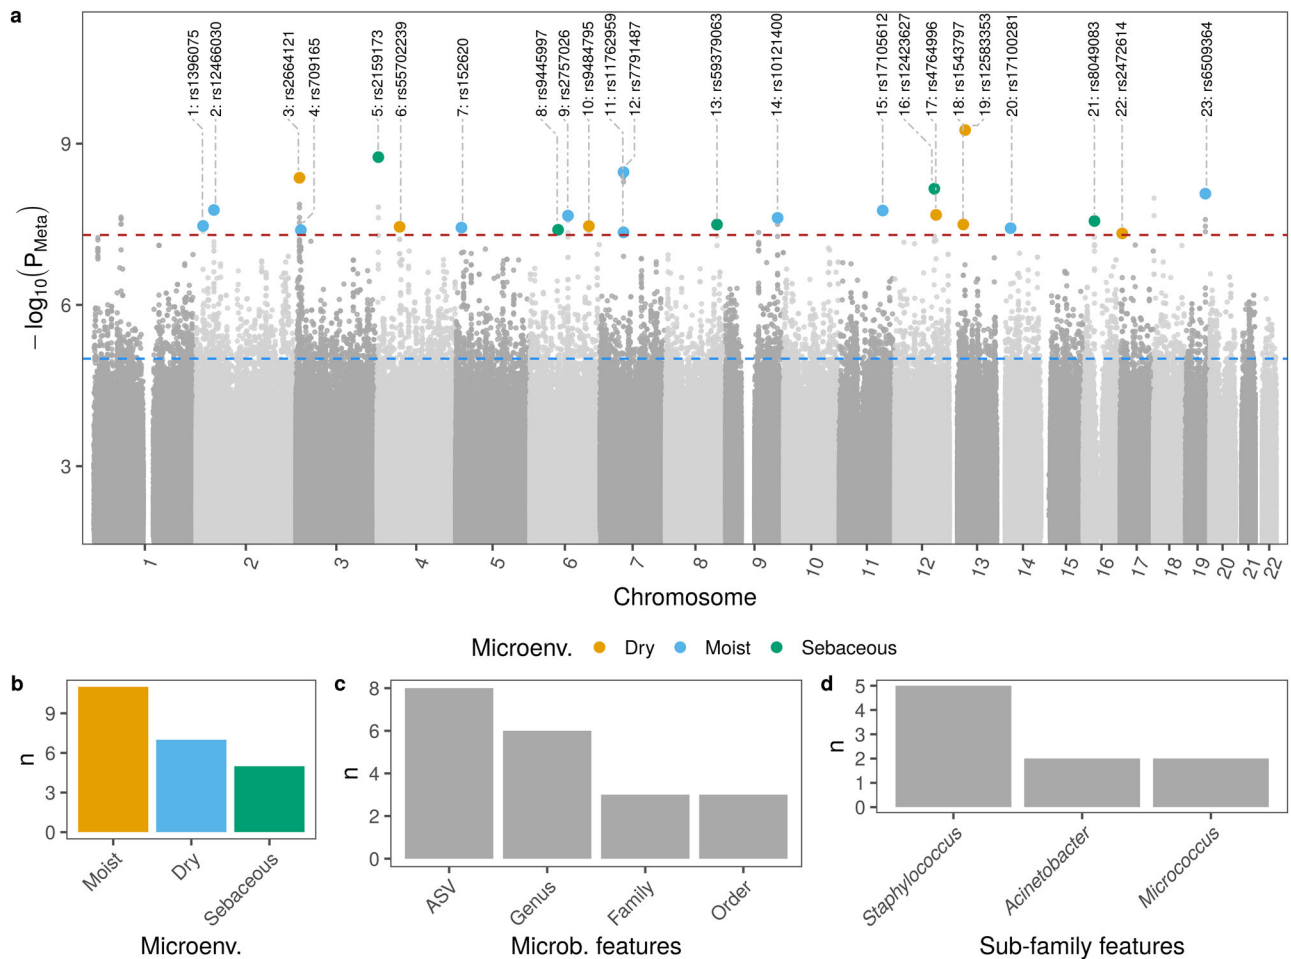 a
1: rs1396075
2: rs12466030
3: rs2664121
4: rs709165
5: rs2159173
6: rs55702239
7: rs152620
8: rs9445997
9: rs2757026
10: rs9484795
11: rs11762959
12: rs7791487
13: rs59379063
14: rs10121400
15: rs17105612
16: rs12423627
17: rs4764996
18: rs1543797
19: rs12583353
20: rs17100281
21: rs8049083
22: rs2472614
23: rs6509364
−log10(PMeta)
9
6
3
1 2 3 4 5 6 7 8 9 10 11 12 13 14 15 16 17 18 19 20 21 22
Chromosome
Microenv. Dry Moist Sebaceous
b
n
9
6
3
0
Moist Dry Sebaceous
Microenv.
c
n
8
6
4
2
0
ASV Genus Family Order
Microb. features
d
n
5
4
3
2
1
0
Staphylococcus Acinetobacter Micrococcus
Sub-family features